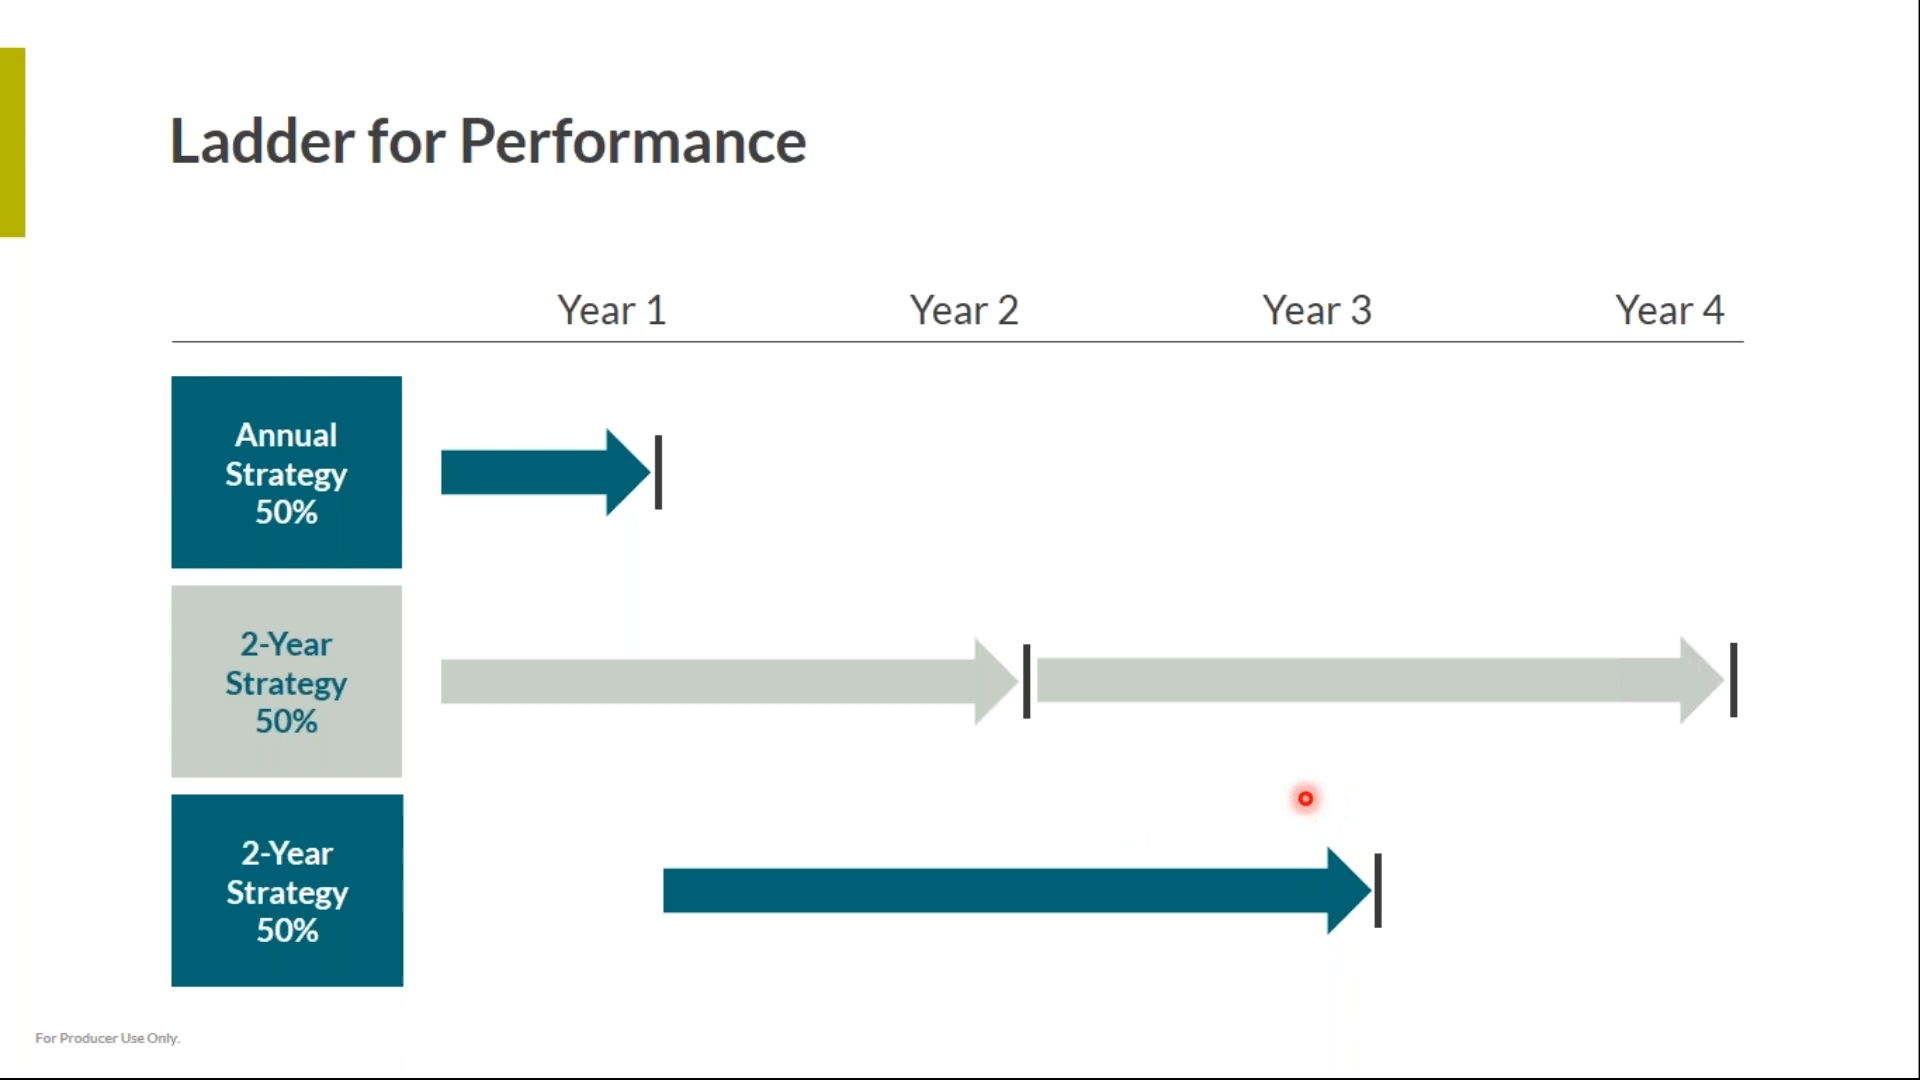 Ladder for Performance
Year 1
Year 2
Year 3
Year 4
Annual
Strategy
50%
2-Year
Strategy
50%
2-Year
Strategy
50%
For Producer Use Only.